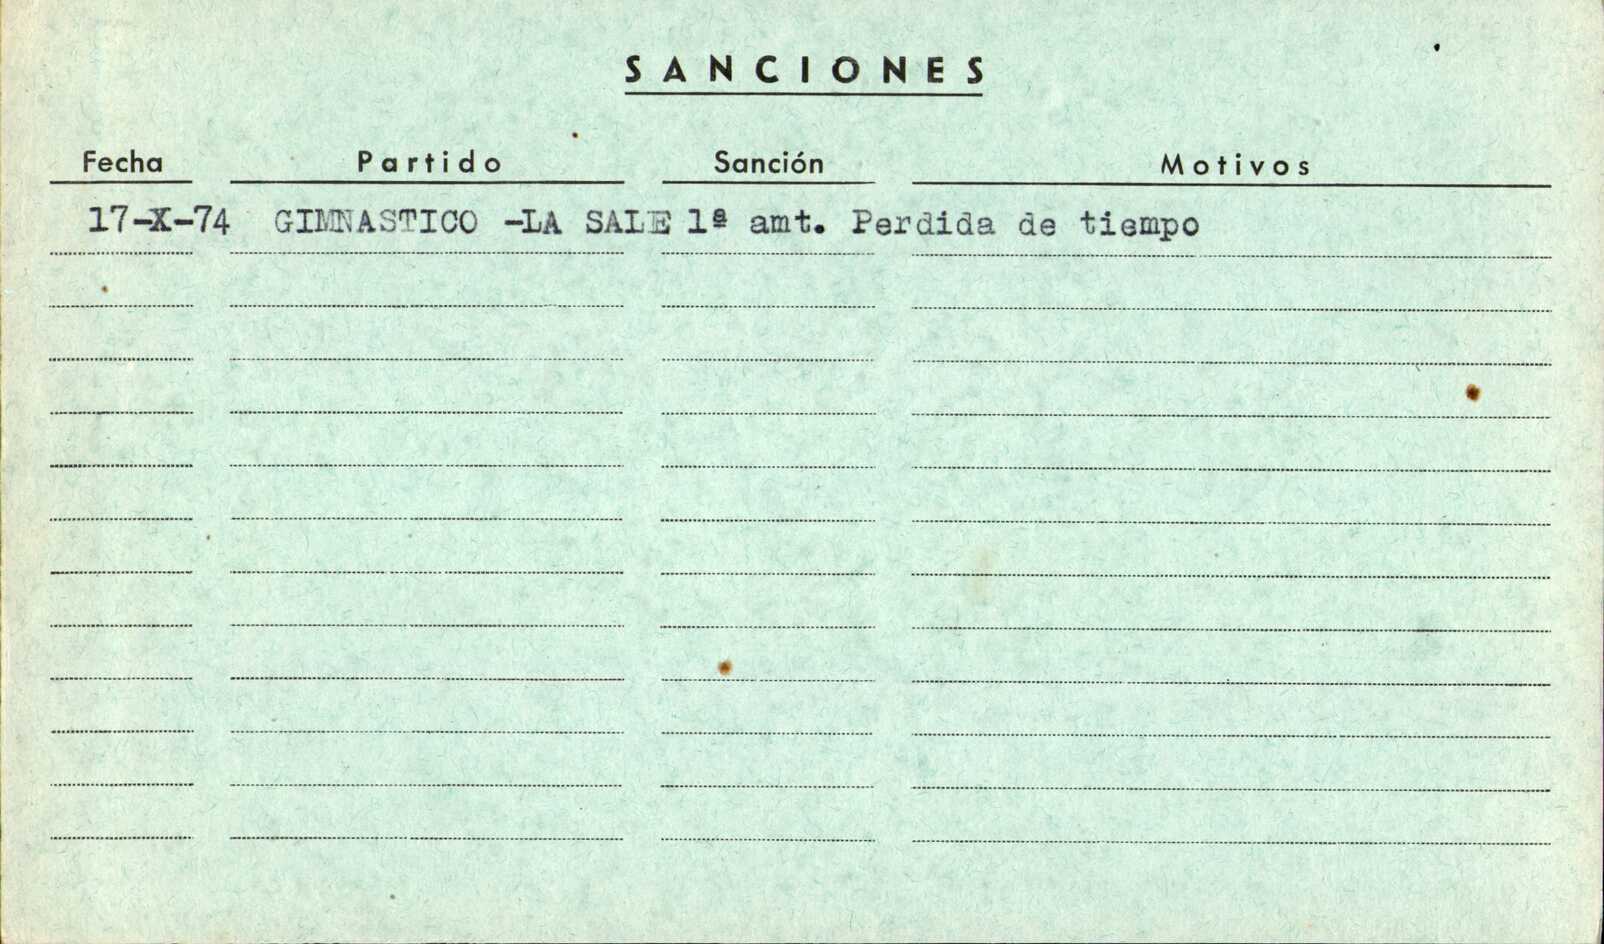 SANCIONES
Fecha Partido Sanción Motivos
17-X-74 GIMNASTICO -LA SALE 1ª amt. Perdida de tiempo